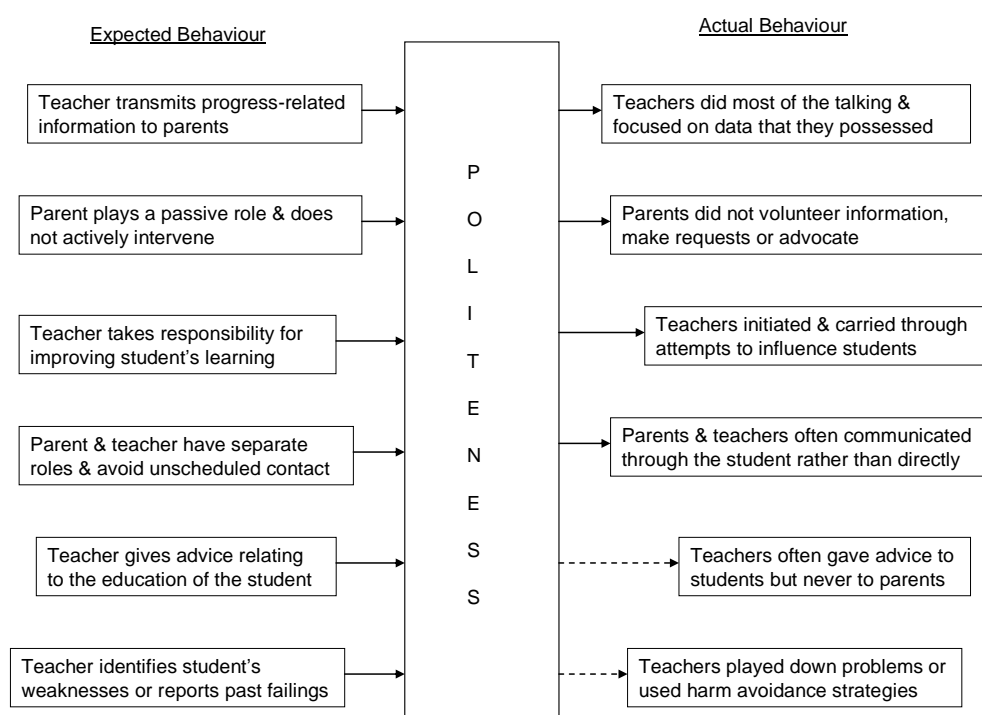 Expected Behaviour
Actual Behaviour
Teacher transmits progress-related
information to parents
Parent plays a passive role & does
not actively intervene
Teacher takes responsibility for
improving student’s learning
Parent & teacher have separate
roles & avoid unscheduled contact
Teacher gives advice relating
to the education of the student
Teacher identifies student’s
weaknesses or reports past failings
P
O
L
I
T
E
N
E
S
S
Teachers did most of the talking &
focused on data that they possessed
Parents did not volunteer information,
make requests or advocate
Teachers initiated & carried through
attempts to influence students
Parents & teachers often communicated
through the student rather than directly
Teachers often gave advice to
students but never to parents
Teachers played down problems or
used harm avoidance strategies